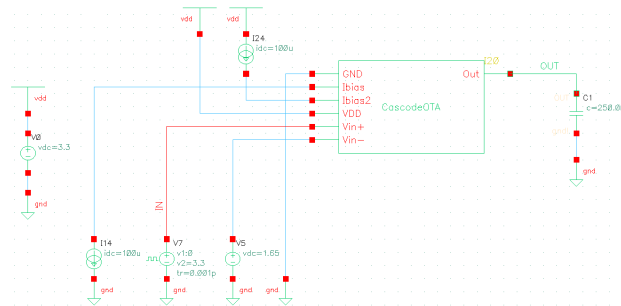 vdd
vdd
I24
idc=100u
I20
GND
Ibias
Ibias2
VDD
Vin+
Vin-
CascodeOTA
Out
OUT
OUT
C1
c=250.0
gnd
vdd
V0
vdc=3.3
gnd
IN
I14
idc=100u
gnd
V7
v1:0
v2=3.3
tr=0.001p
gnd
V5
vdc=1.65
gnd
gnd